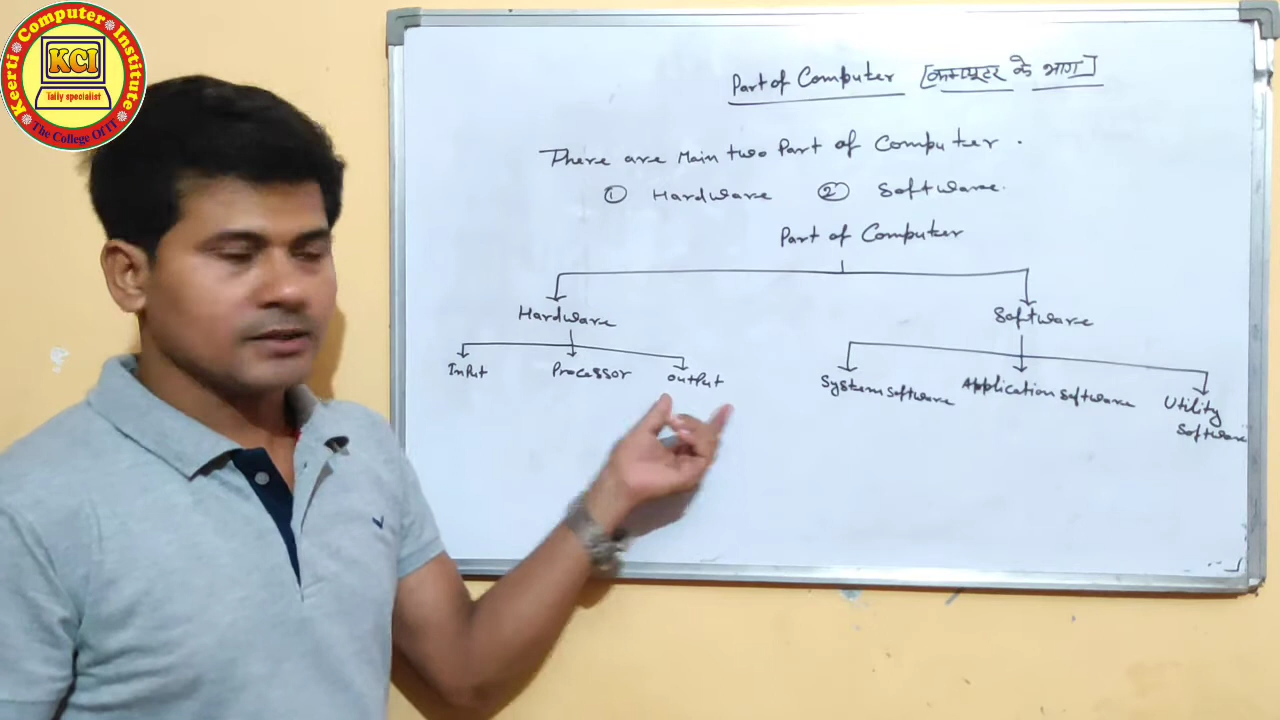 Keerti Computer Institute
KCI
Tally specialist
The College Of IT
Part of Computer [कम्प्यूटर के भाग]
There are Main two Part of Computer.
① Hardware ② Software.
Part of Computer
Hardware Software
Input Processor output
System Software Application Software Utility Software